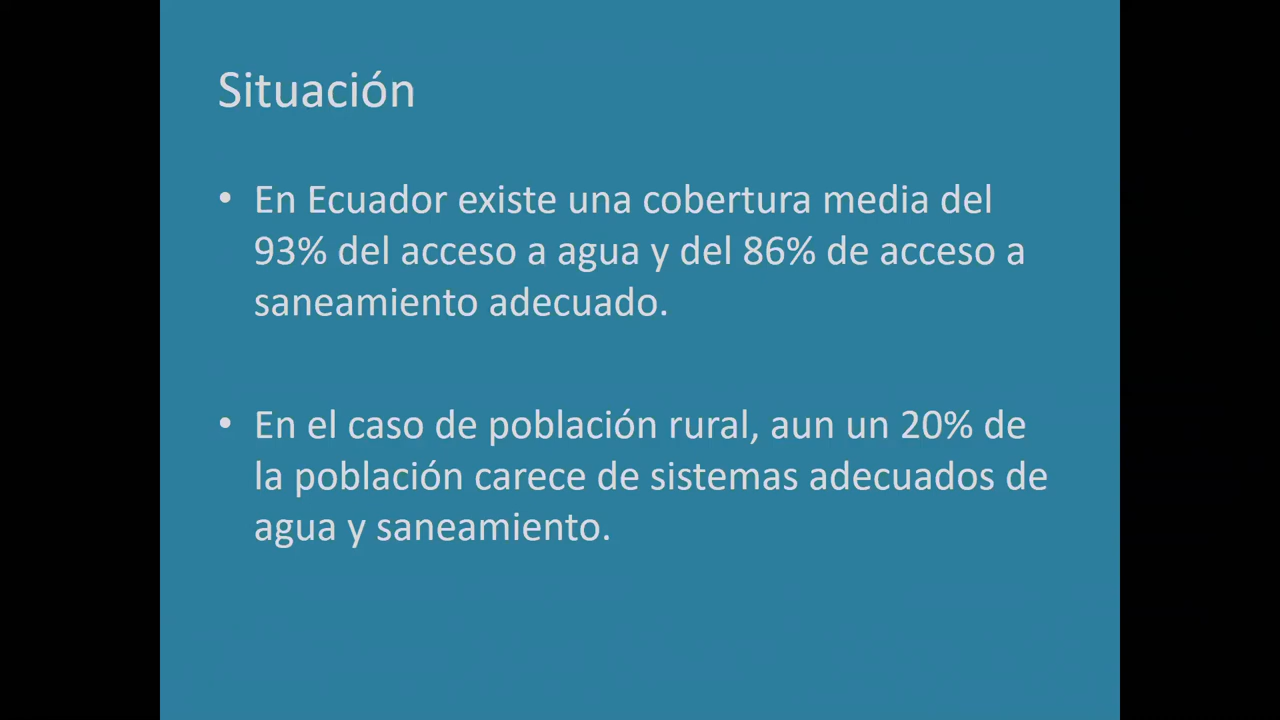 Situación
• En Ecuador existe una cobertura media del
93% del acceso a agua y del 86% de acceso a
saneamiento adecuado.
• En el caso de población rural, aun un 20% de
la población carece de sistemas adecuados de
agua y saneamiento.